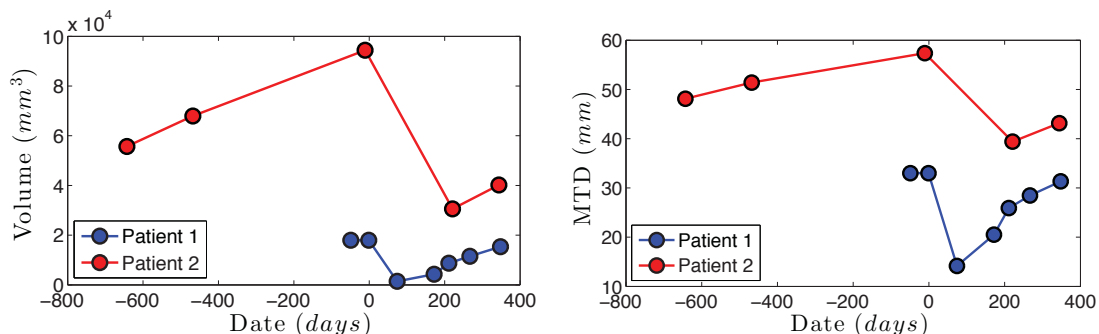 x 10^4
10
8
6
4
2
0
Volume (mm^3)
−800 −600 −400 −200 0 200 400
Date (days)
Patient 1
Patient 2
60
50
40
30
20
10
MTD (mm)
−800 −600 −400 −200 0 200 400
Date (days)
Patient 1
Patient 2